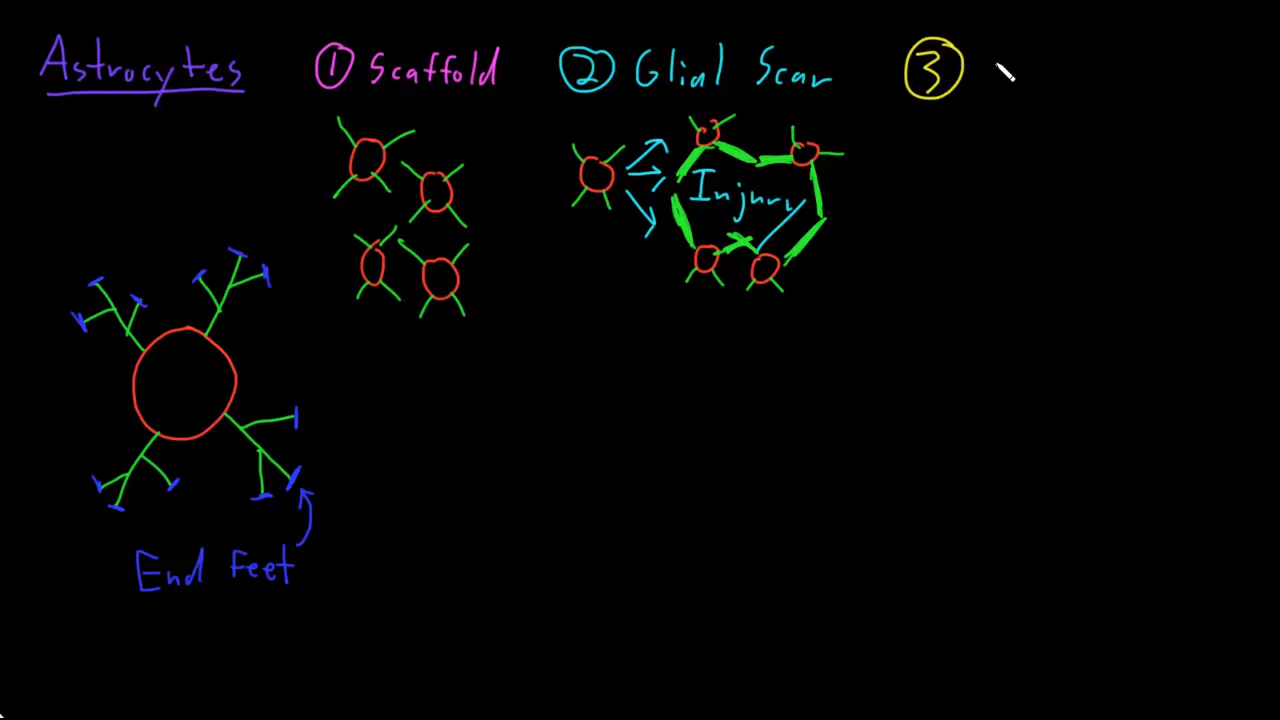 Astrocytes
① Scaffold
② Glial Scar
③
Injury
End Feet